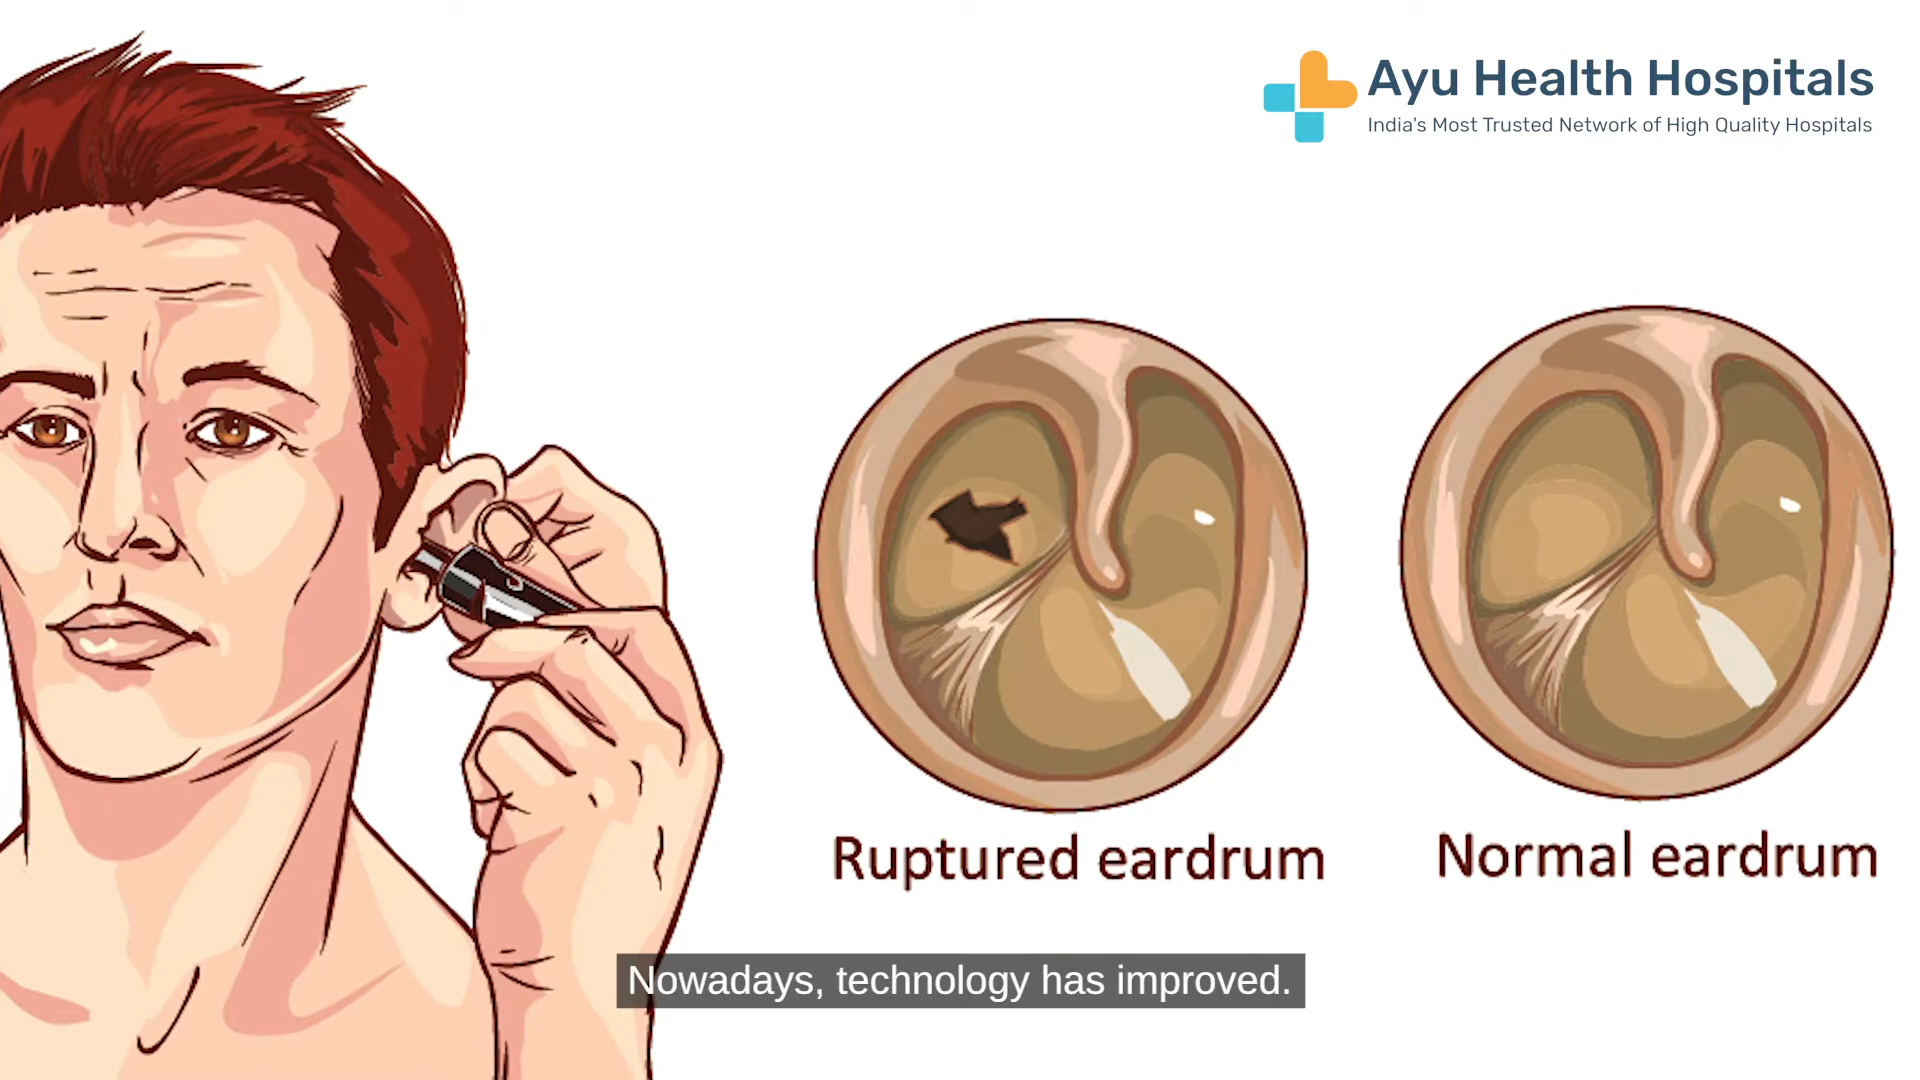 Ayu Health Hospitals
India's Most Trusted Network of High Quality Hospitals
Ruptured eardrum
Normal eardrum
Nowadays, technology has improved.